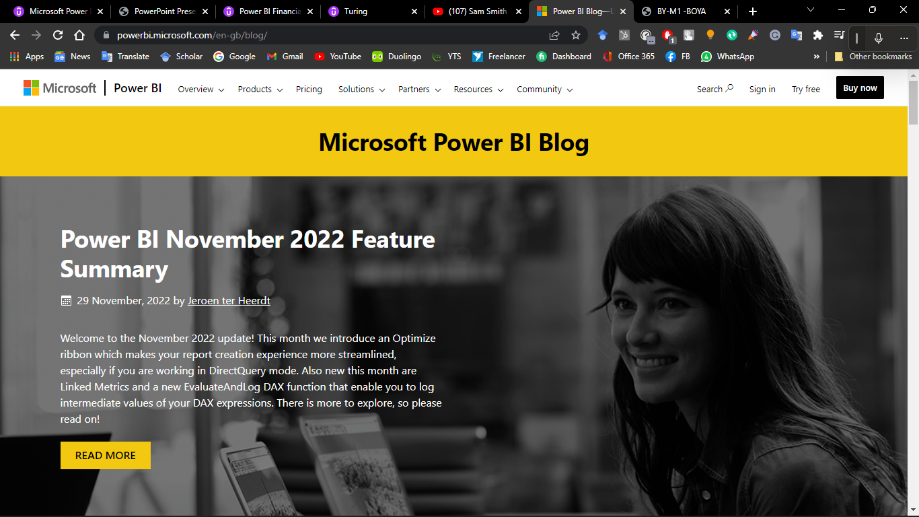 Microsoft Power
PowerPoint Pres
Power BI Financia
Turing
(107) Sam Smith
Power BI Blog—L
BY-M1 -BOYA
powerbi.microsoft.com/en-gb/blog/
Apps
News
Translate
Scholar
Google
Gmail
YouTube
Duolingo
YTS
Freelancer
Dashboard
Office 365
FB
WhatsApp
»
Other bookmarks
Microsoft
Power BI
Overview
Products
Pricing
Solutions
Partners
Resources
Community
Search
Sign in
Try free
Buy now
Microsoft Power BI Blog
Power BI November 2022 Feature
Summary
29 November, 2022 by Jeroen ter Heerdt
Welcome to the November 2022 update! This month we introduce an Optimize
ribbon which makes your report creation experience more streamlined,
especially if you are working in DirectQuery mode. Also new this month are
Linked Metrics and a new EvaluateAndLog DAX function that enable you to log
intermediate values of your DAX expressions. There is more to explore, so please
read on!
READ MORE